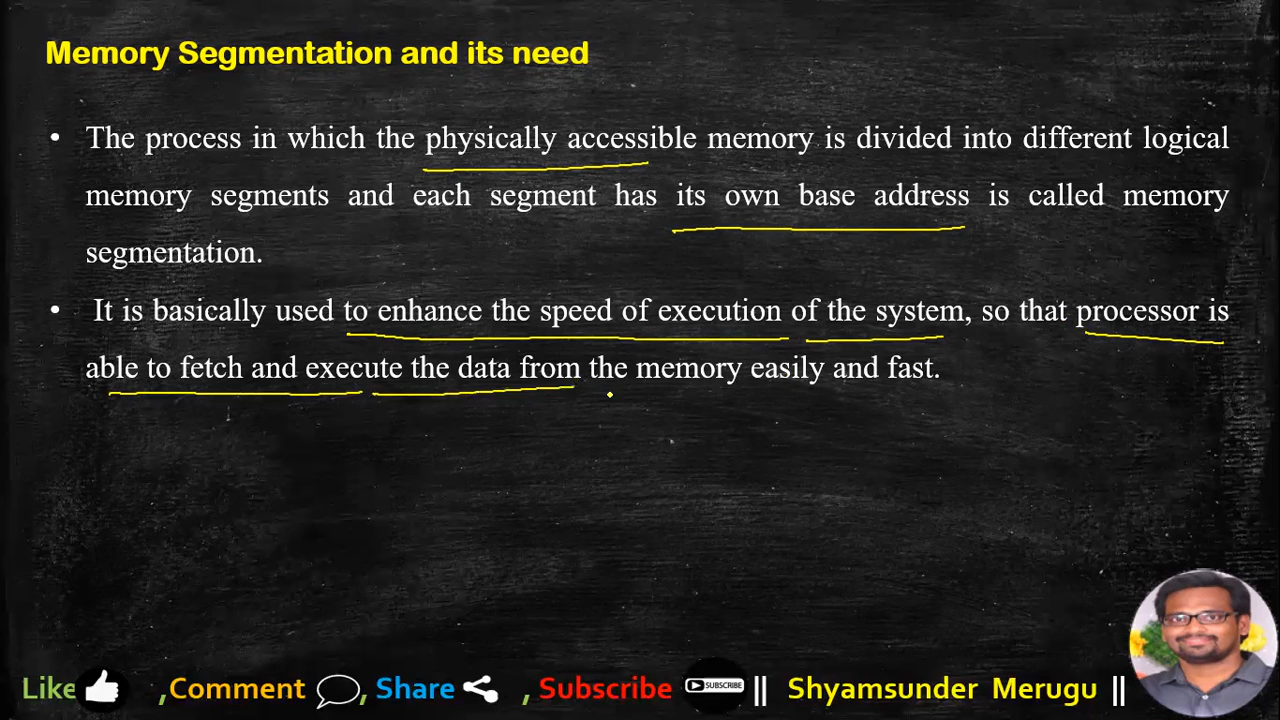 Memory Segmentation and its need
• The process in which the physically accessible memory is divided into different logical
memory segments and each segment has its own base address is called memory
segmentation.
• It is basically used to enhance the speed of execution of the system, so that processor is
able to fetch and execute the data from the memory easily and fast.
Like ,Comment , Share , Subscribe SUBSCRIBE || Shyamsunder Merugu ||